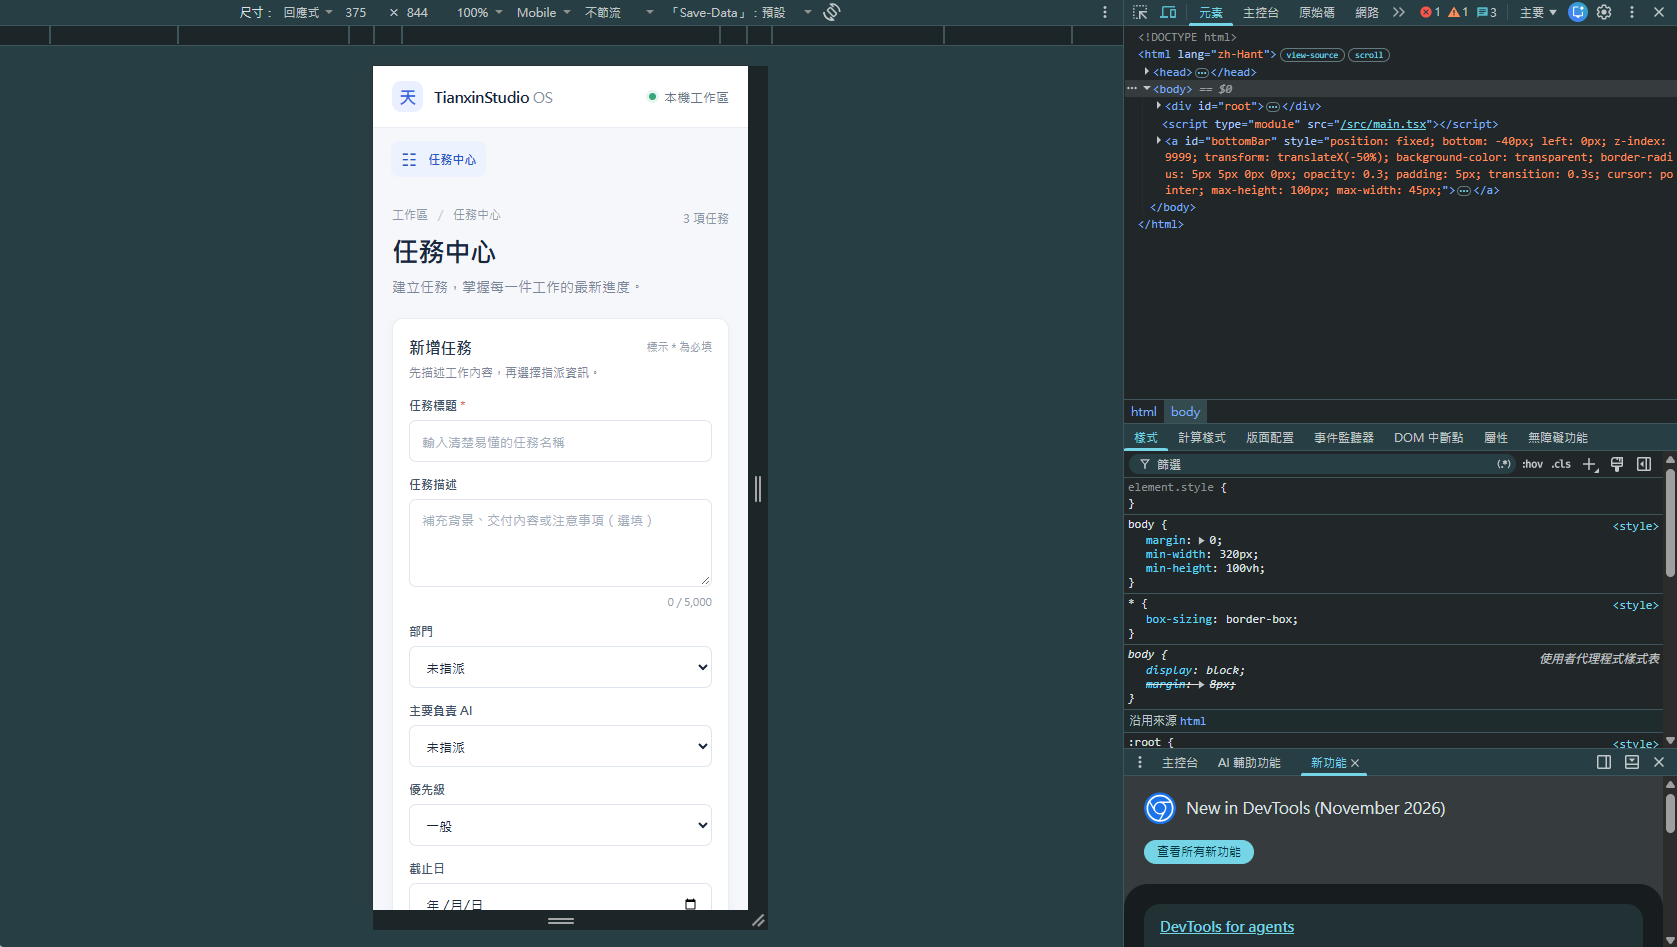 尺寸： 回應式 375 × 844 100% Mobile 不節流 「Save-Data」：預設
天 TianxinStudio OS 本機工作區
任務中心
工作區 / 任務中心 3 項任務
任務中心
建立任務，掌握每一件工作的最新進度。
新增任務 標示 * 為必填
先描述工作內容，再選擇指派資訊。
任務標題 *
輸入清楚易懂的任務名稱
任務描述
補充背景、交付內容或注意事項（選填）
0 / 5,000
部門
未指派
主要負責 AI
未指派
優先級
一般
截止日
年 /月/日
元素 主控台 原始碼 網路 1 1 3 主要
<!DOCTYPE html>
<html lang="zh-Hant"> view-source scroll
<head> </head>
<body> == $0
<div id="root"> </div>
<script type="module" src="/src/main.tsx"></script>
<a id="bottomBar" style="position: fixed; bottom: -40px; left: 0px; z-index:
9999; transform: translateX(-50%); background-color: transparent; border-radi
us: 5px 5px 0px 0px; opacity: 0.3; padding: 5px; transition: 0.3s; cursor: po
inter; max-height: 100px; max-width: 45px;"> </a>
</body>
</html>
html body
樣式 計算樣式 版面配置 事件監聽器 DOM 中斷點 屬性 無障礙功能
篩選 (.*) :hov .cls
element.style {
}
body { <style>
margin: 0;
min-width: 320px;
min-height: 100vh;
}
* { <style>
box-sizing: border-box;
}
body { 使用者代理程式樣式表
display: block;
margin: 8px;
}
沿用來源 html
:root { <style>
主控台 AI 輔助功能 新功能
New in DevTools (November 2026)
查看所有新功能
DevTools for agents